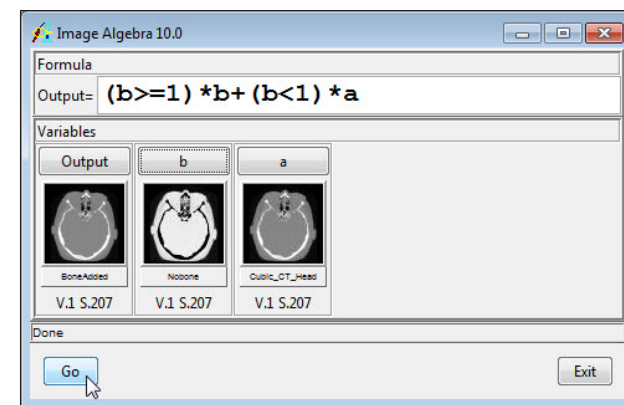 Image Algebra 10.0
Formula
Output= (b>=1)*b+(b<1)*a
Variables
Output b a
BoneAdded Nobone Cubic_CT_Head
V.1 S.207 V.1 S.207 V.1 S.207
Done
Go Exit